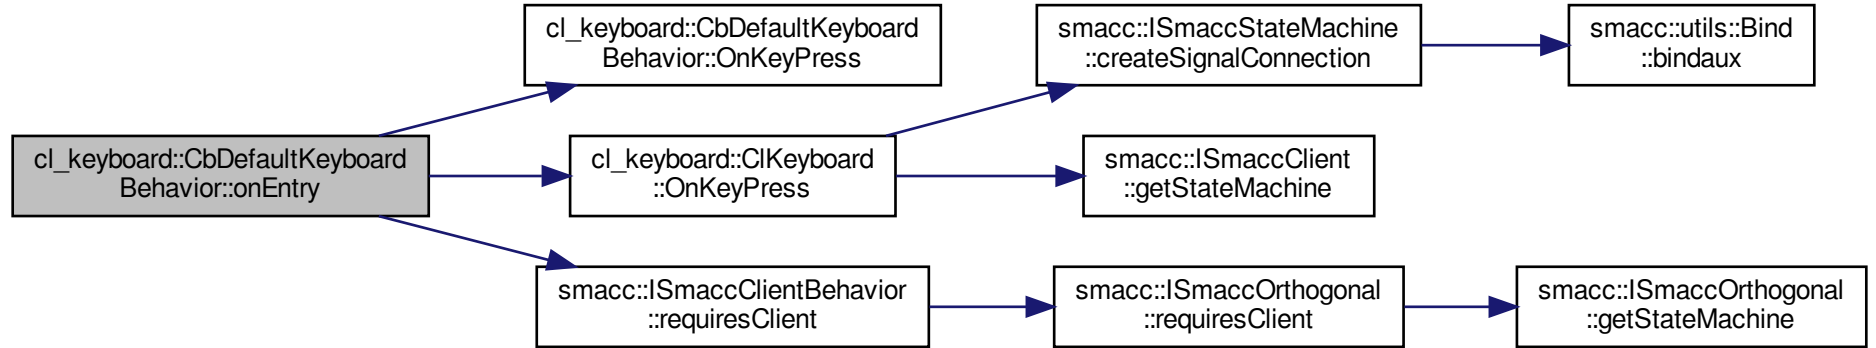 cl_keyboard::CbDefaultKeyboard
Behavior::onEntry
cl_keyboard::CbDefaultKeyboard
Behavior::OnKeyPress
cl_keyboard::ClKeyboard
::OnKeyPress
smacc::ISmaccClientBehavior
::requiresClient
smacc::ISmaccStateMachine
::createSignalConnection
smacc::ISmaccClient
::getStateMachine
smacc::ISmaccOrthogonal
::requiresClient
smacc::utils::Bind
::bindaux
smacc::ISmaccOrthogonal
::getStateMachine